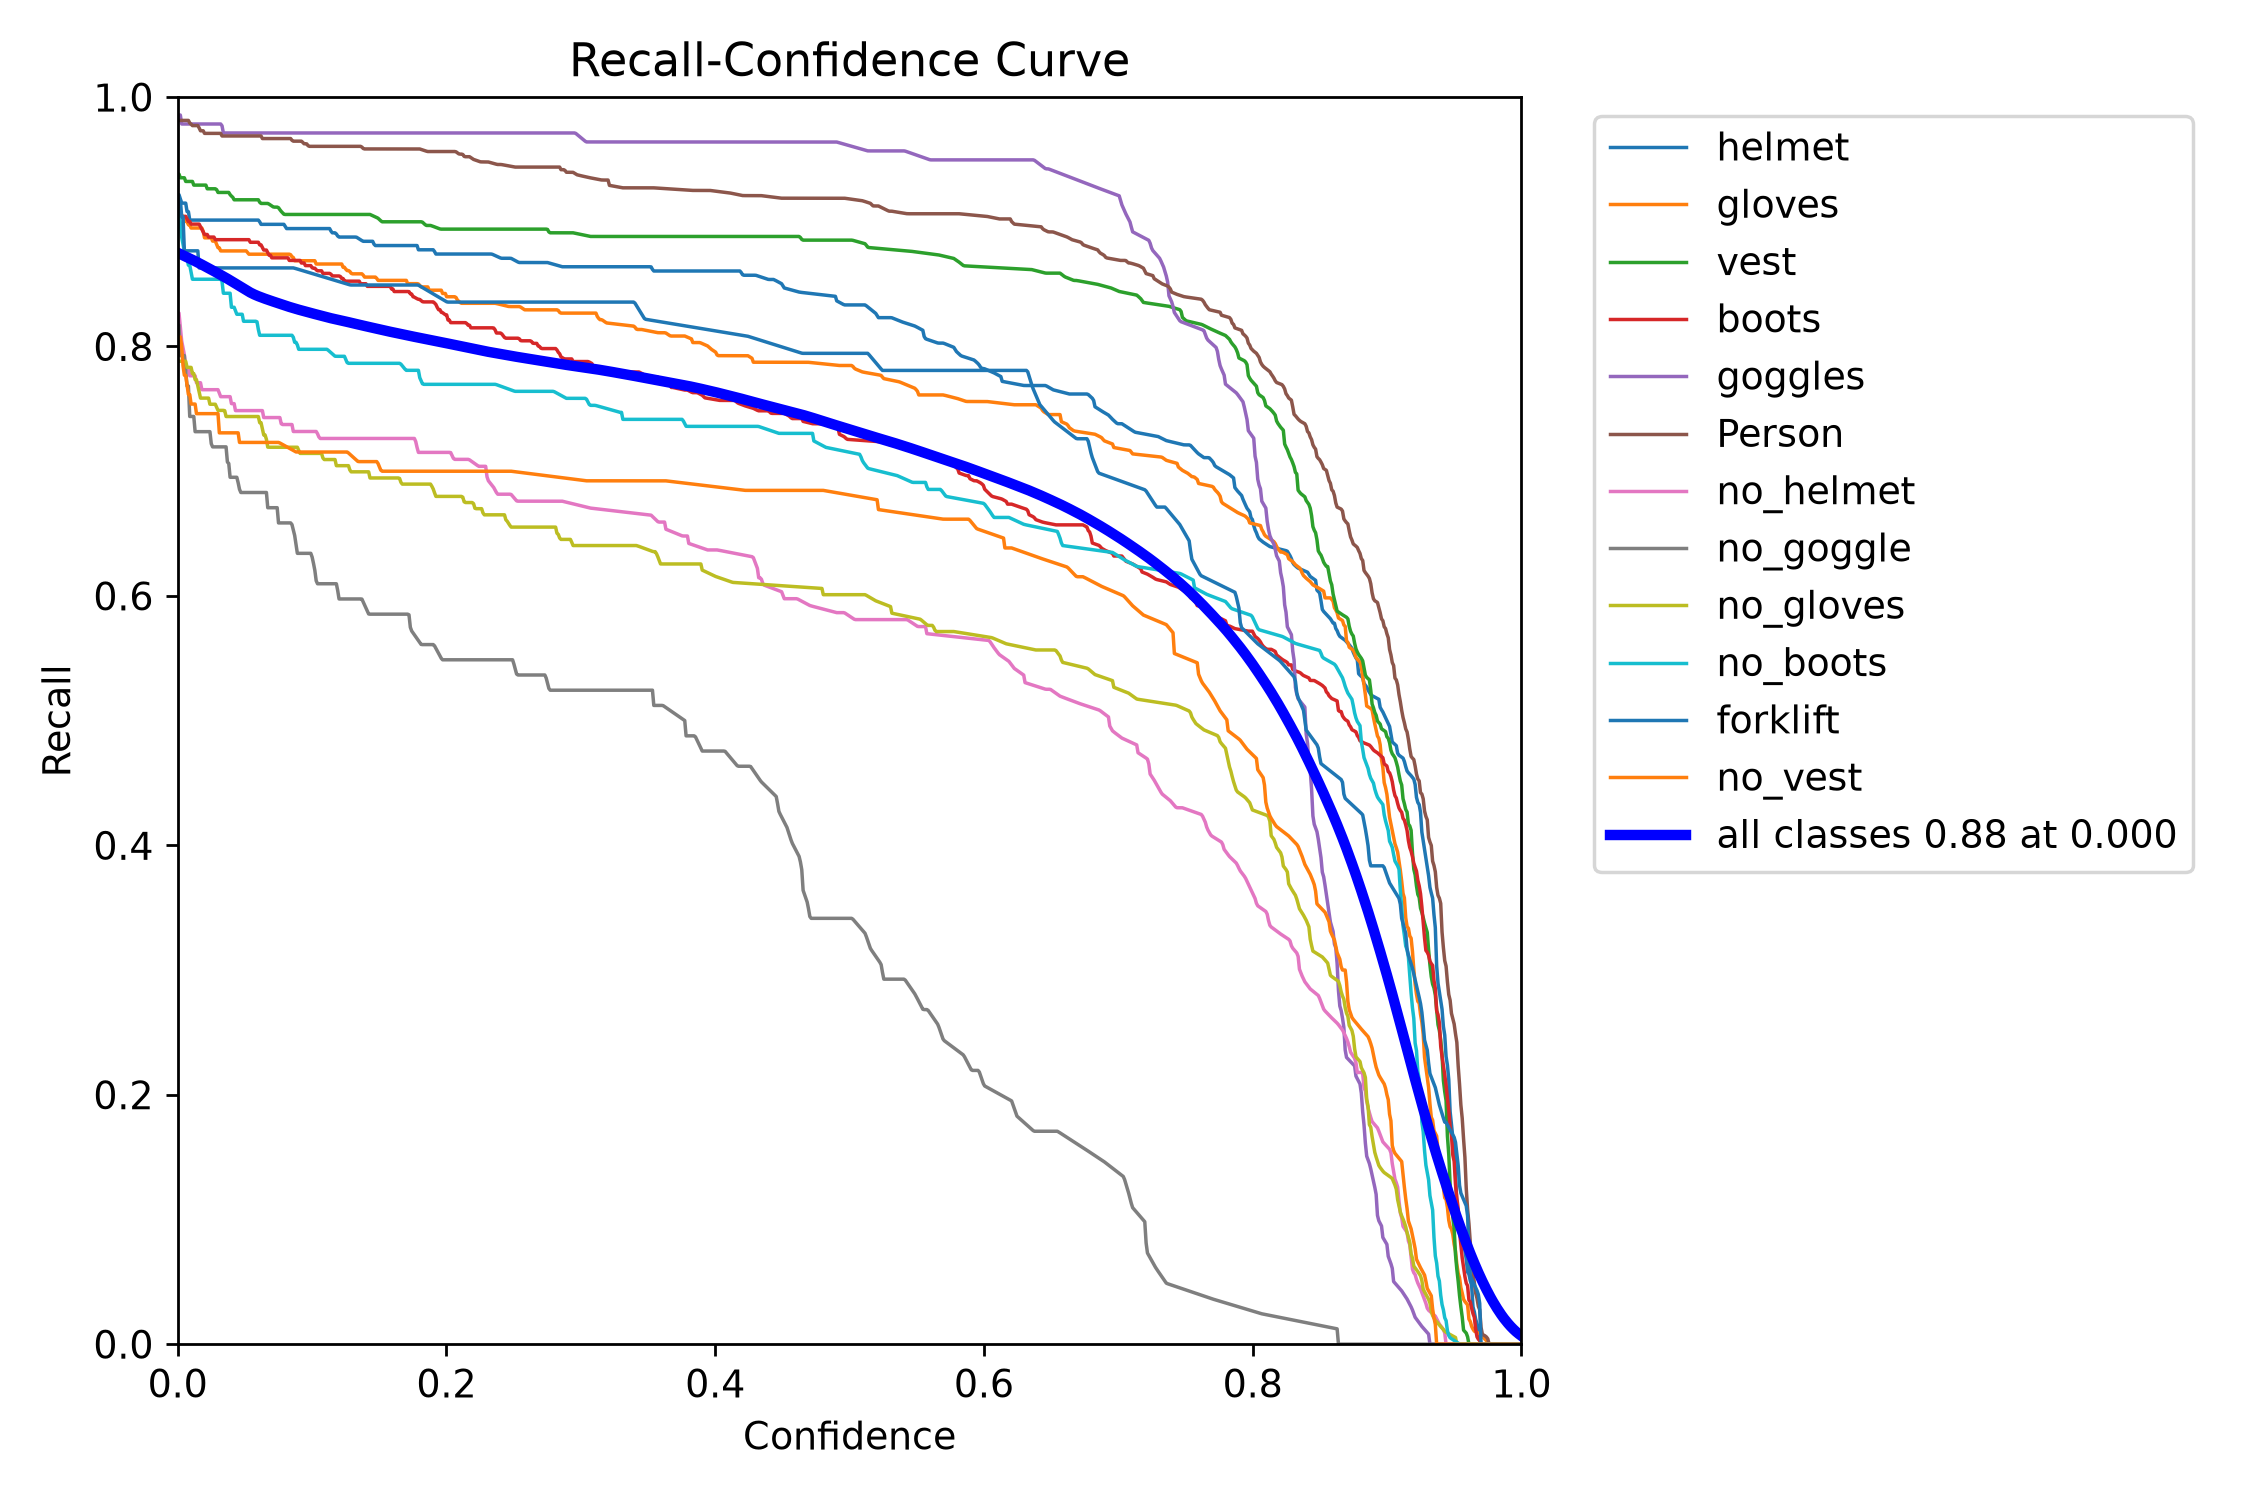 Recall-Confidence Curve
1.0
0.8
0.6
0.4
0.2
0.0
Recall
0.0 0.2 0.4 0.6 0.8 1.0
Confidence
helmet
gloves
vest
boots
goggles
Person
no_helmet
no_goggle
no_gloves
no_boots
forklift
no_vest
all classes 0.88 at 0.000